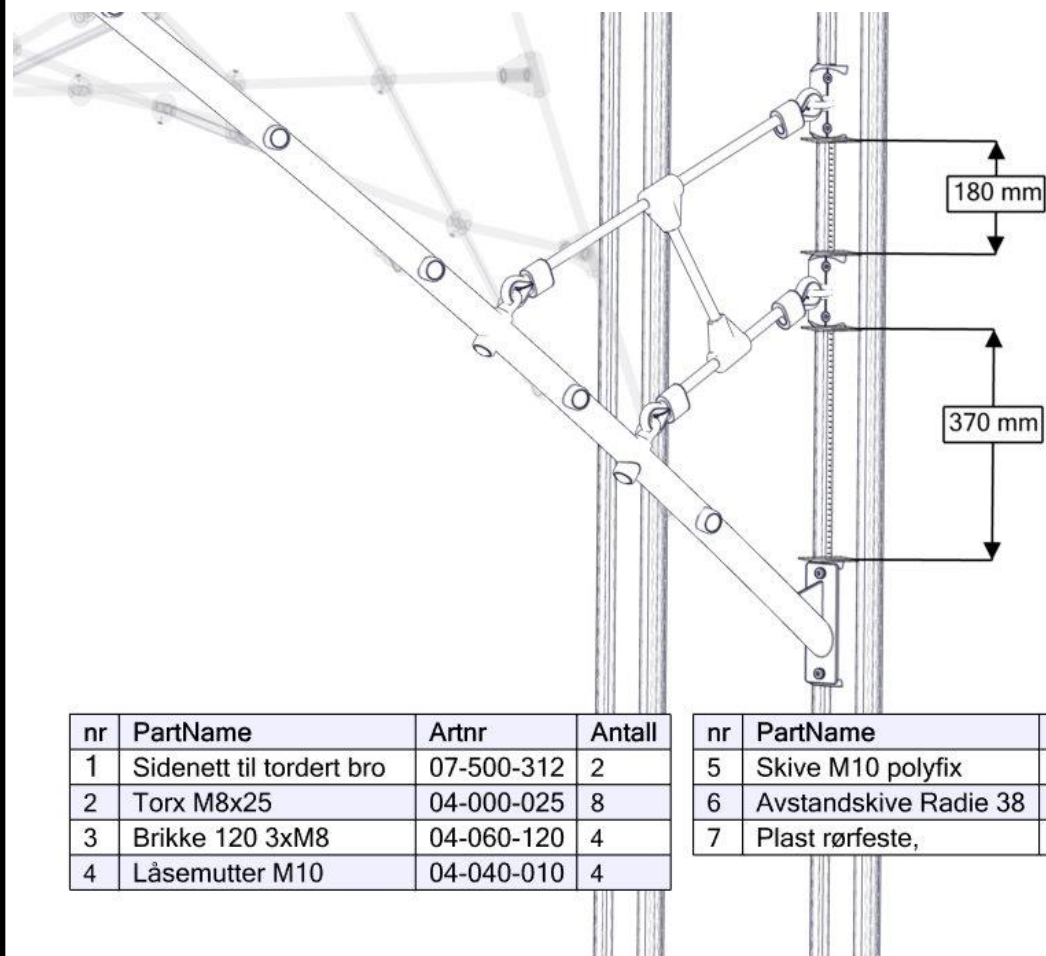 180 mm
370 mm
nr PartName Artnr Antall
1 Sidenett til tordert bro 07-500-312 2
2 Torx M8x25 04-000-025 8
3 Brikke 120 3xM8 04-060-120 4
4 Låsemutter M10 04-040-010 4
nr PartName
5 Skive M10 polyfix
6 Avstandskive Radie 38
7 Plast rørfeste,